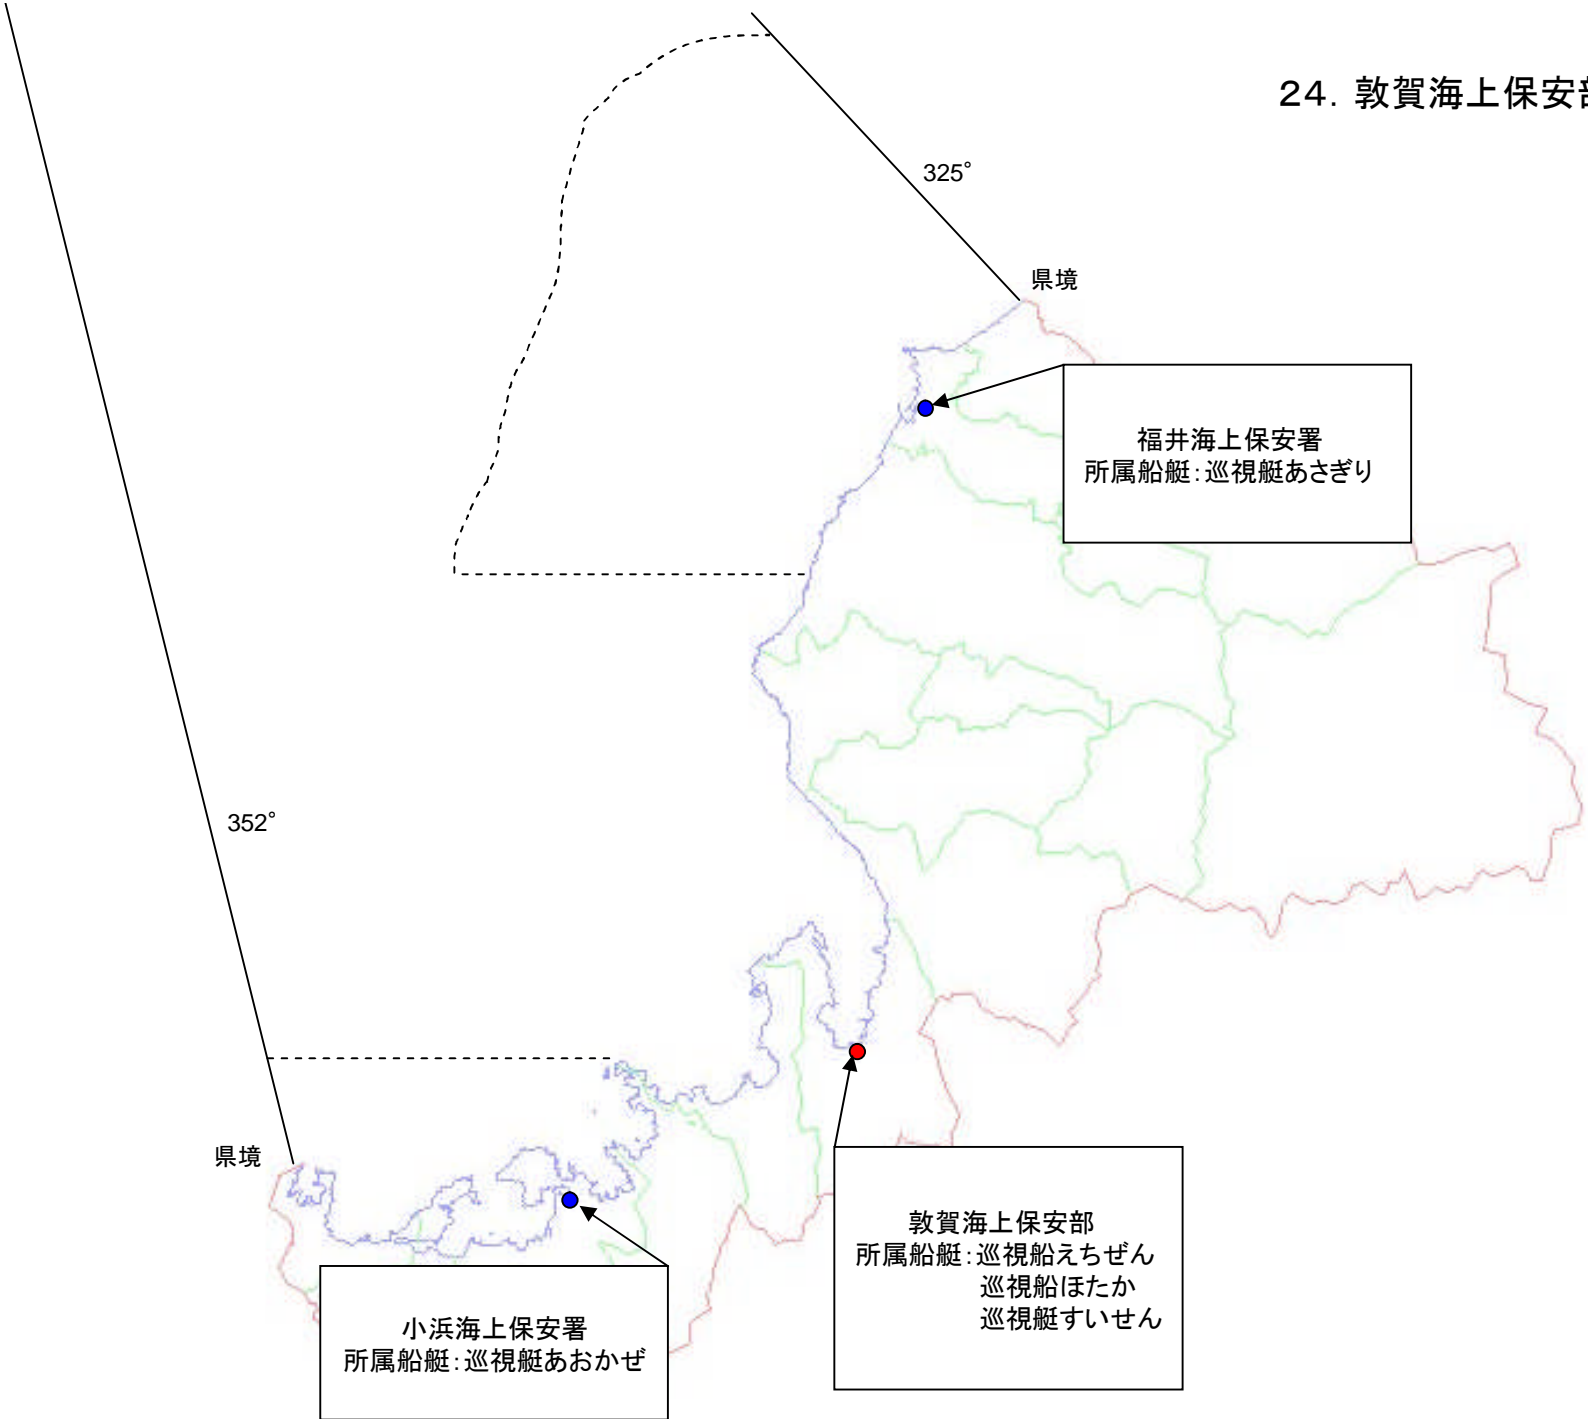 24. 敦賀海上保安部
325°
県境
福井海上保安署
所属船艇:巡視艇あさぎり
352°
県境
敦賀海上保安部
所属船艇:巡視船えちぜん
巡視船ほたか
巡視艇すいせん
小浜海上保安署
所属船艇:巡視艇あおかぜ